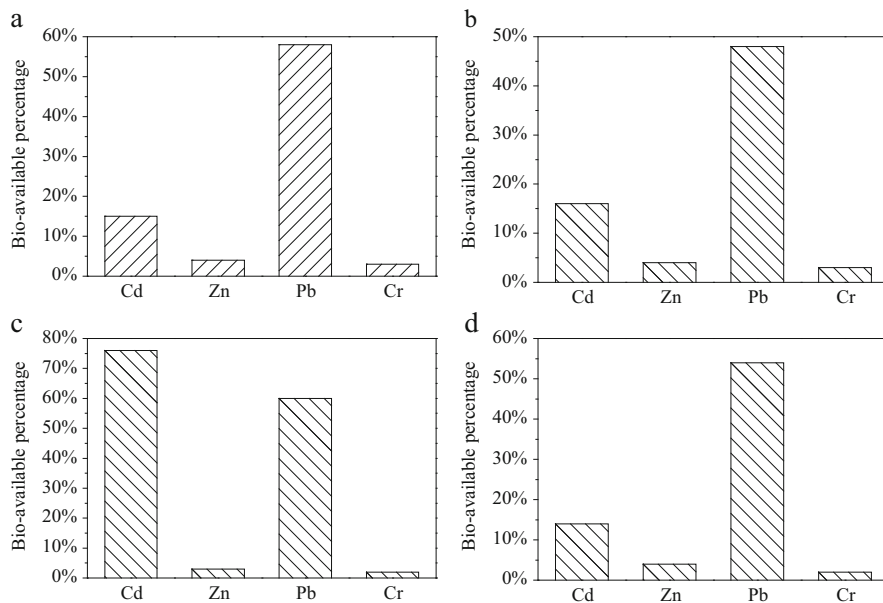 a
Bio-available percentage
60%
50%
40%
30%
20%
10%
0%
Cd Zn Pb Cr
b
Bio-available percentage
50%
40%
30%
20%
10%
0%
Cd Zn Pb Cr
c
Bio-available percentage
80%
70%
60%
50%
40%
30%
20%
10%
0%
Cd Zn Pb Cr
d
Bio-available percentage
60%
50%
40%
30%
20%
10%
0%
Cd Zn Pb Cr